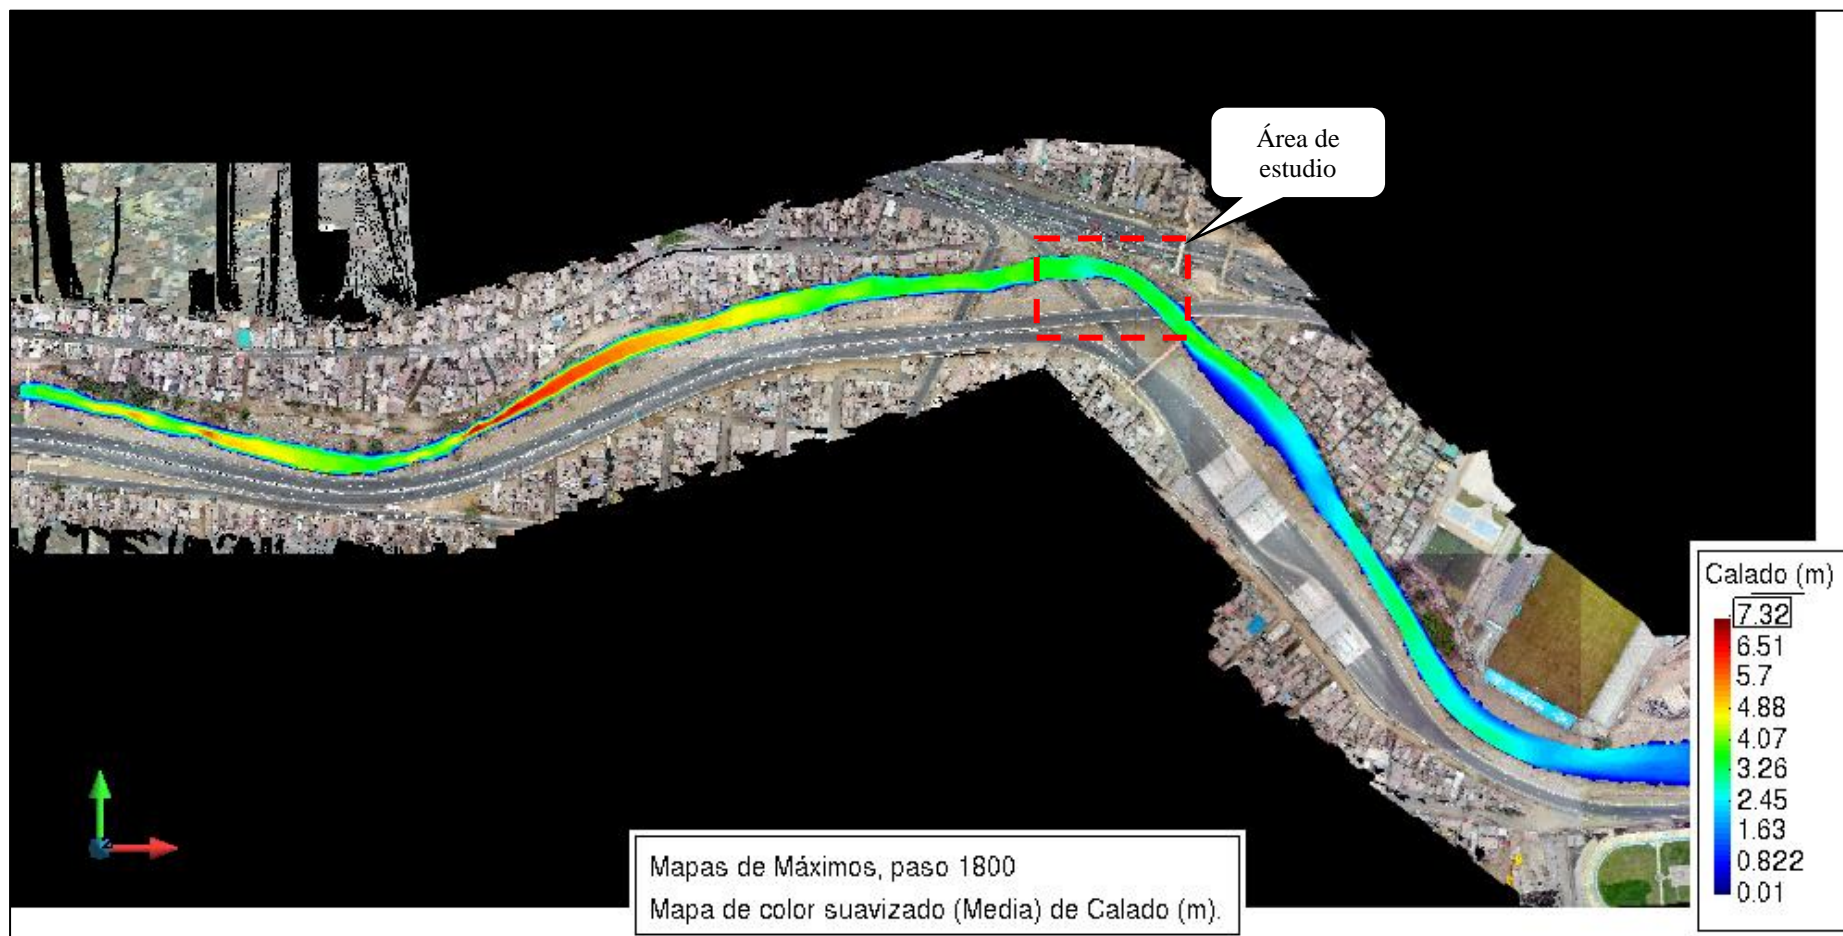 Área de
estudio
Calado (m)
7.32
6.51
5.7
4.88
4.07
3.26
2.45
1.63
0.822
0.01
Mapas de Máximos, paso 1800
Mapa de color suavizado (Media) de Calado (m).